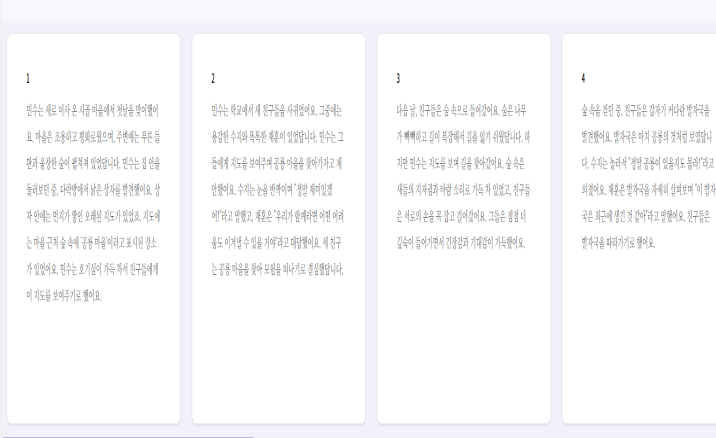 1
민수는 새로 이사 온 시골 마을에서 첫날을 맞이했어
요. 마을은 조용하고 평화로웠으며, 주변에는 푸른 들
판과 울창한 숲이 펼쳐져 있었답니다. 민수는 집 안을
둘러보던 중, 다락방에서 낡은 상자를 발견했어요. 상
자 안에는 먼지가 쌓인 오래된 지도가 있었죠. 지도에
는 마을 근처 숲 속에 '공룡 마을'이라고 표시된 장소
가 있었어요. 민수는 호기심이 가득 차서 친구들에게
이 지도를 보여주기로 했어요.
2
민수는 학교에서 새 친구들을 사귀었어요. 그중에는
용감한 수지와 똑똑한 재훈이 있었답니다. 민수는 그
들에게 지도를 보여주며 공룡 마을을 찾아가자고 제
안했어요. 수지는 눈을 반짝이며 "정말 재미있겠
어!"라고 말했고, 재훈은 "우리가 함께라면 어떤 어려
움도 이겨낼 수 있을 거야"라고 대답했어요. 세 친구
는 공룡 마을을 찾아 모험을 떠나기로 결심했답니다.
3
다음 날, 친구들은 숲 속으로 들어갔어요. 숲은 나무
가 빽빽하고 길이 복잡해서 길을 잃기 쉬웠답니다. 하
지만 민수는 지도를 보며 길을 찾아갔어요. 숲 속은
새들의 지저귐과 바람 소리로 가득 차 있었고, 친구들
은 서로의 손을 꼭 잡고 걸어갔어요. 그들은 점점 더
깊숙이 들어가면서 긴장감과 기대감이 가득했어요.
4
숲 속을 걷던 중, 친구들은 갑자기 커다란 발자국을
발견했어요. 발자국은 마치 공룡의 것처럼 보였답니
다. 수지는 놀라서 "정말 공룡이 있을지도 몰라!"라고
외쳤어요. 재훈은 발자국을 자세히 살펴보며 "이 발자
국은 최근에 생긴 것 같아"라고 말했어요. 친구들은
발자국을 따라가기로 했어요.